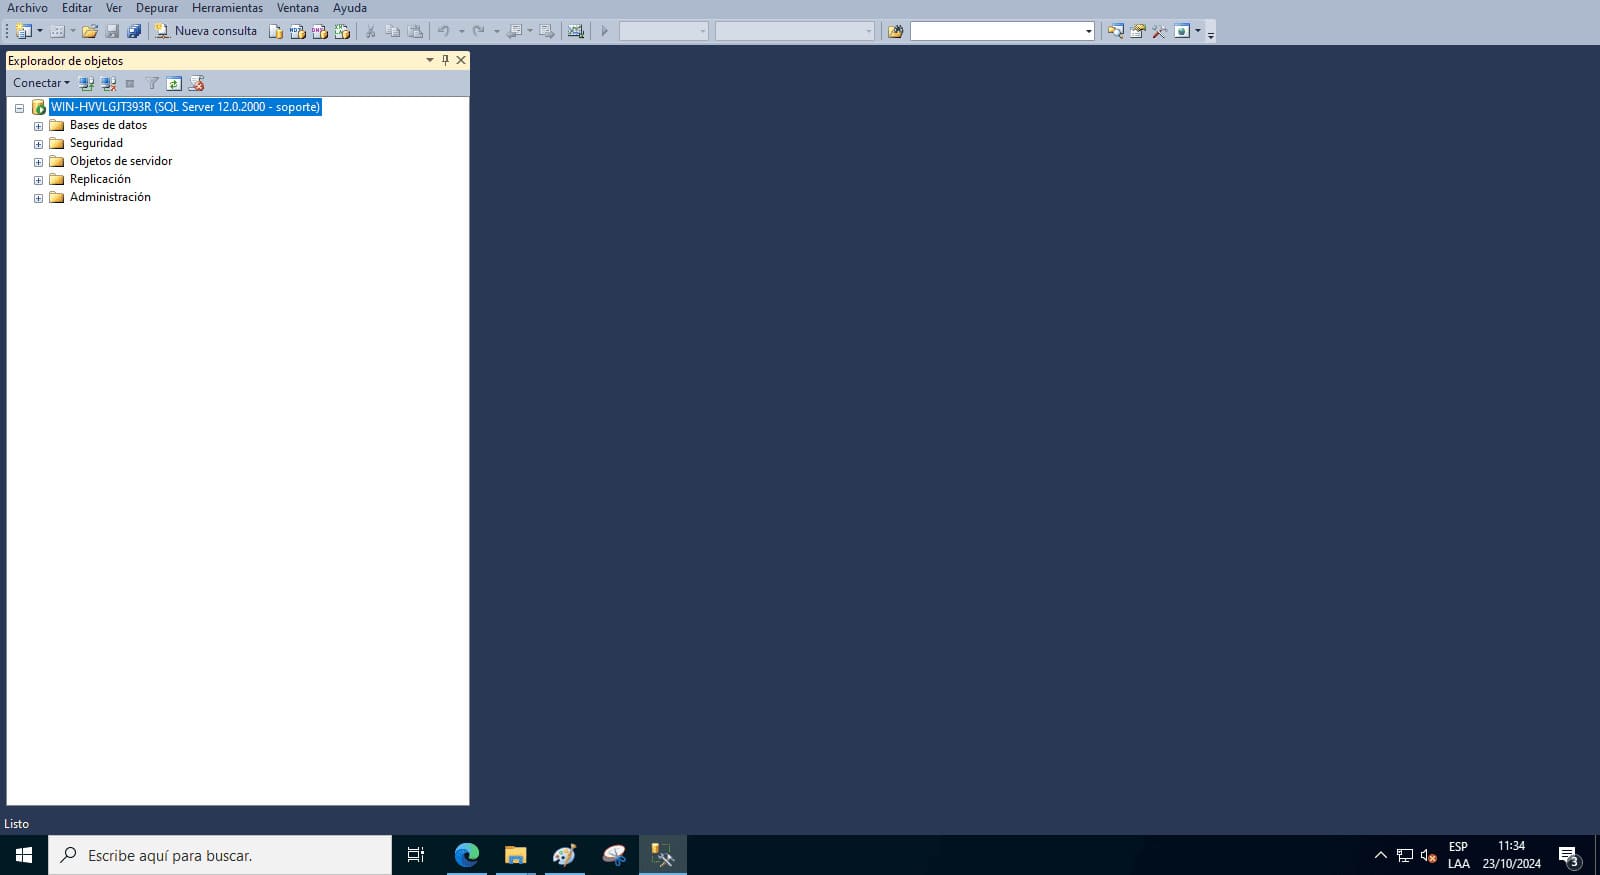 Archivo Editar Ver Depurar Herramientas Ventana Ayuda
Nueva consulta
Explorador de objetos
Conectar
WIN-HVVLGJT393R (SQL Server 12.0.2000 - soporte)
Bases de datos
Seguridad
Objetos de servidor
Replicación
Administración
Listo
Escribe aquí para buscar.
ESP
LAA
11:34
23/10/2024
3